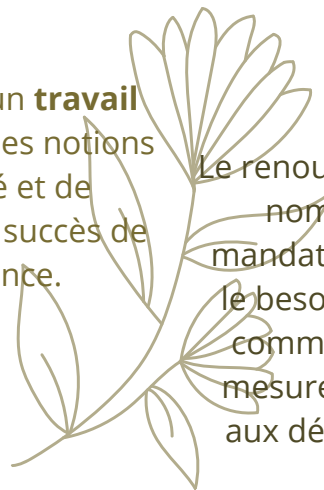 un travail
es notions
é et de
succès de
nce.
Le renou
nom
mandat
le beso
comm
mesure
aux dé